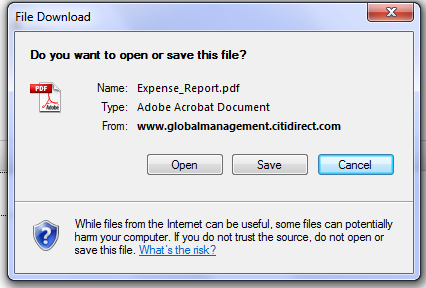 File Download
Do you want to open or save this file?
PDF
Adobe
Name: Expense_Report.pdf
Type: Adobe Acrobat Document
From: www.globalmanagement.citidirect.com
Open Save Cancel
While files from the Internet can be useful, some files can potentially
harm your computer. If you do not trust the source, do not open or
save this file. What's the risk?